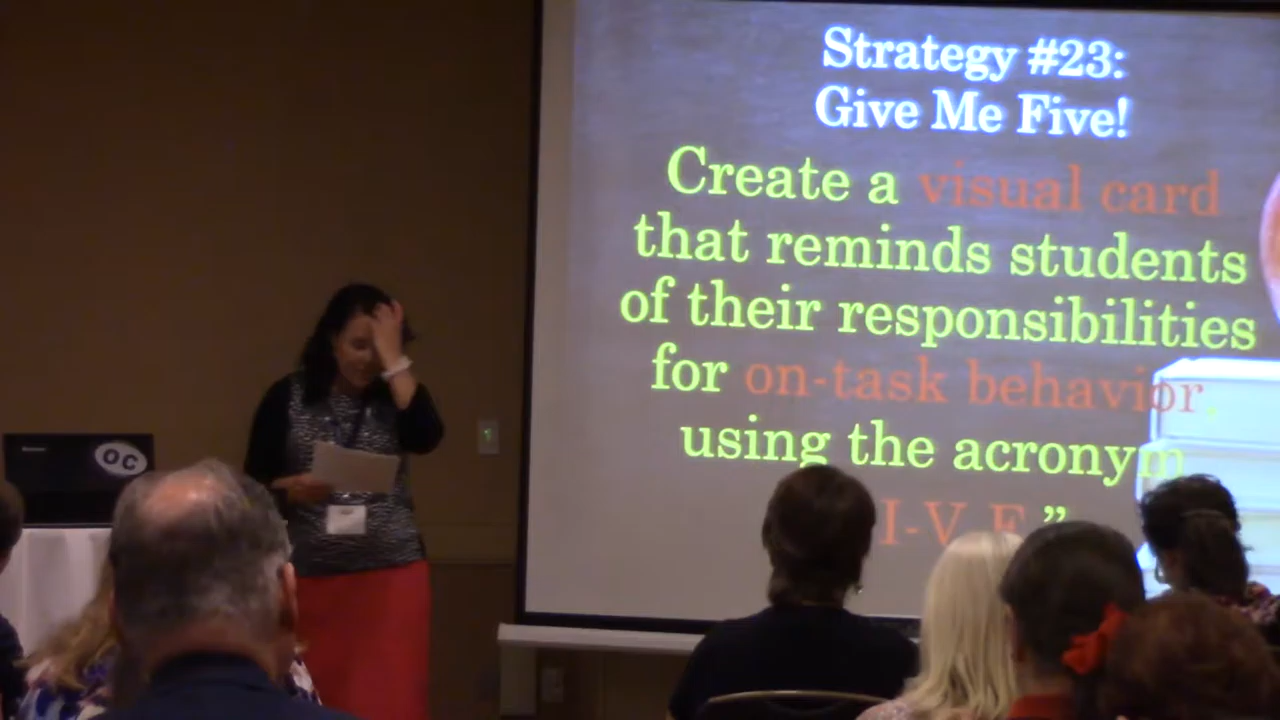 Strategy #23:
Give Me Five!
Create a visual card
that reminds students
of their responsibilities
for on-task behavior.
using the acronym
I-V-E.”
OC